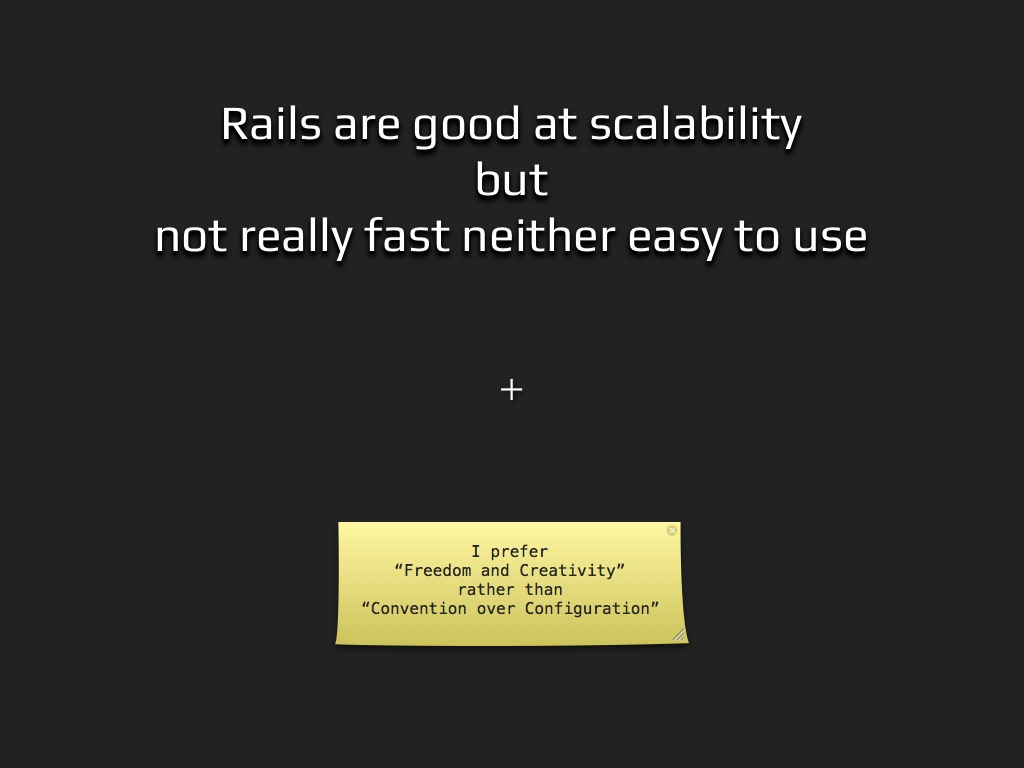 Rails are good at scalability
but
not really fast neither easy to use
+
I prefer
“Freedom and Creativity”
rather than
“Convention over Configuration”